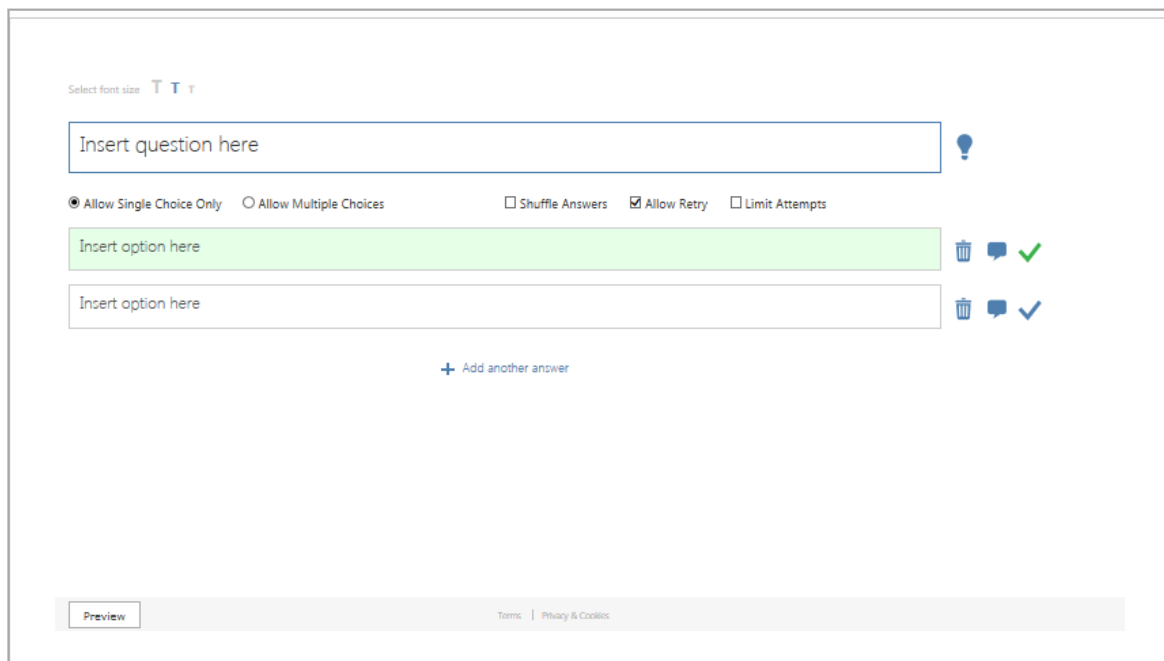 Select font size T T T
Insert question here
Allow Single Choice Only Allow Multiple Choices Shuffle Answers Allow Retry Limit Attempts
Insert option here
Insert option here
Add another answer
Preview Terms | Privacy & Cookies